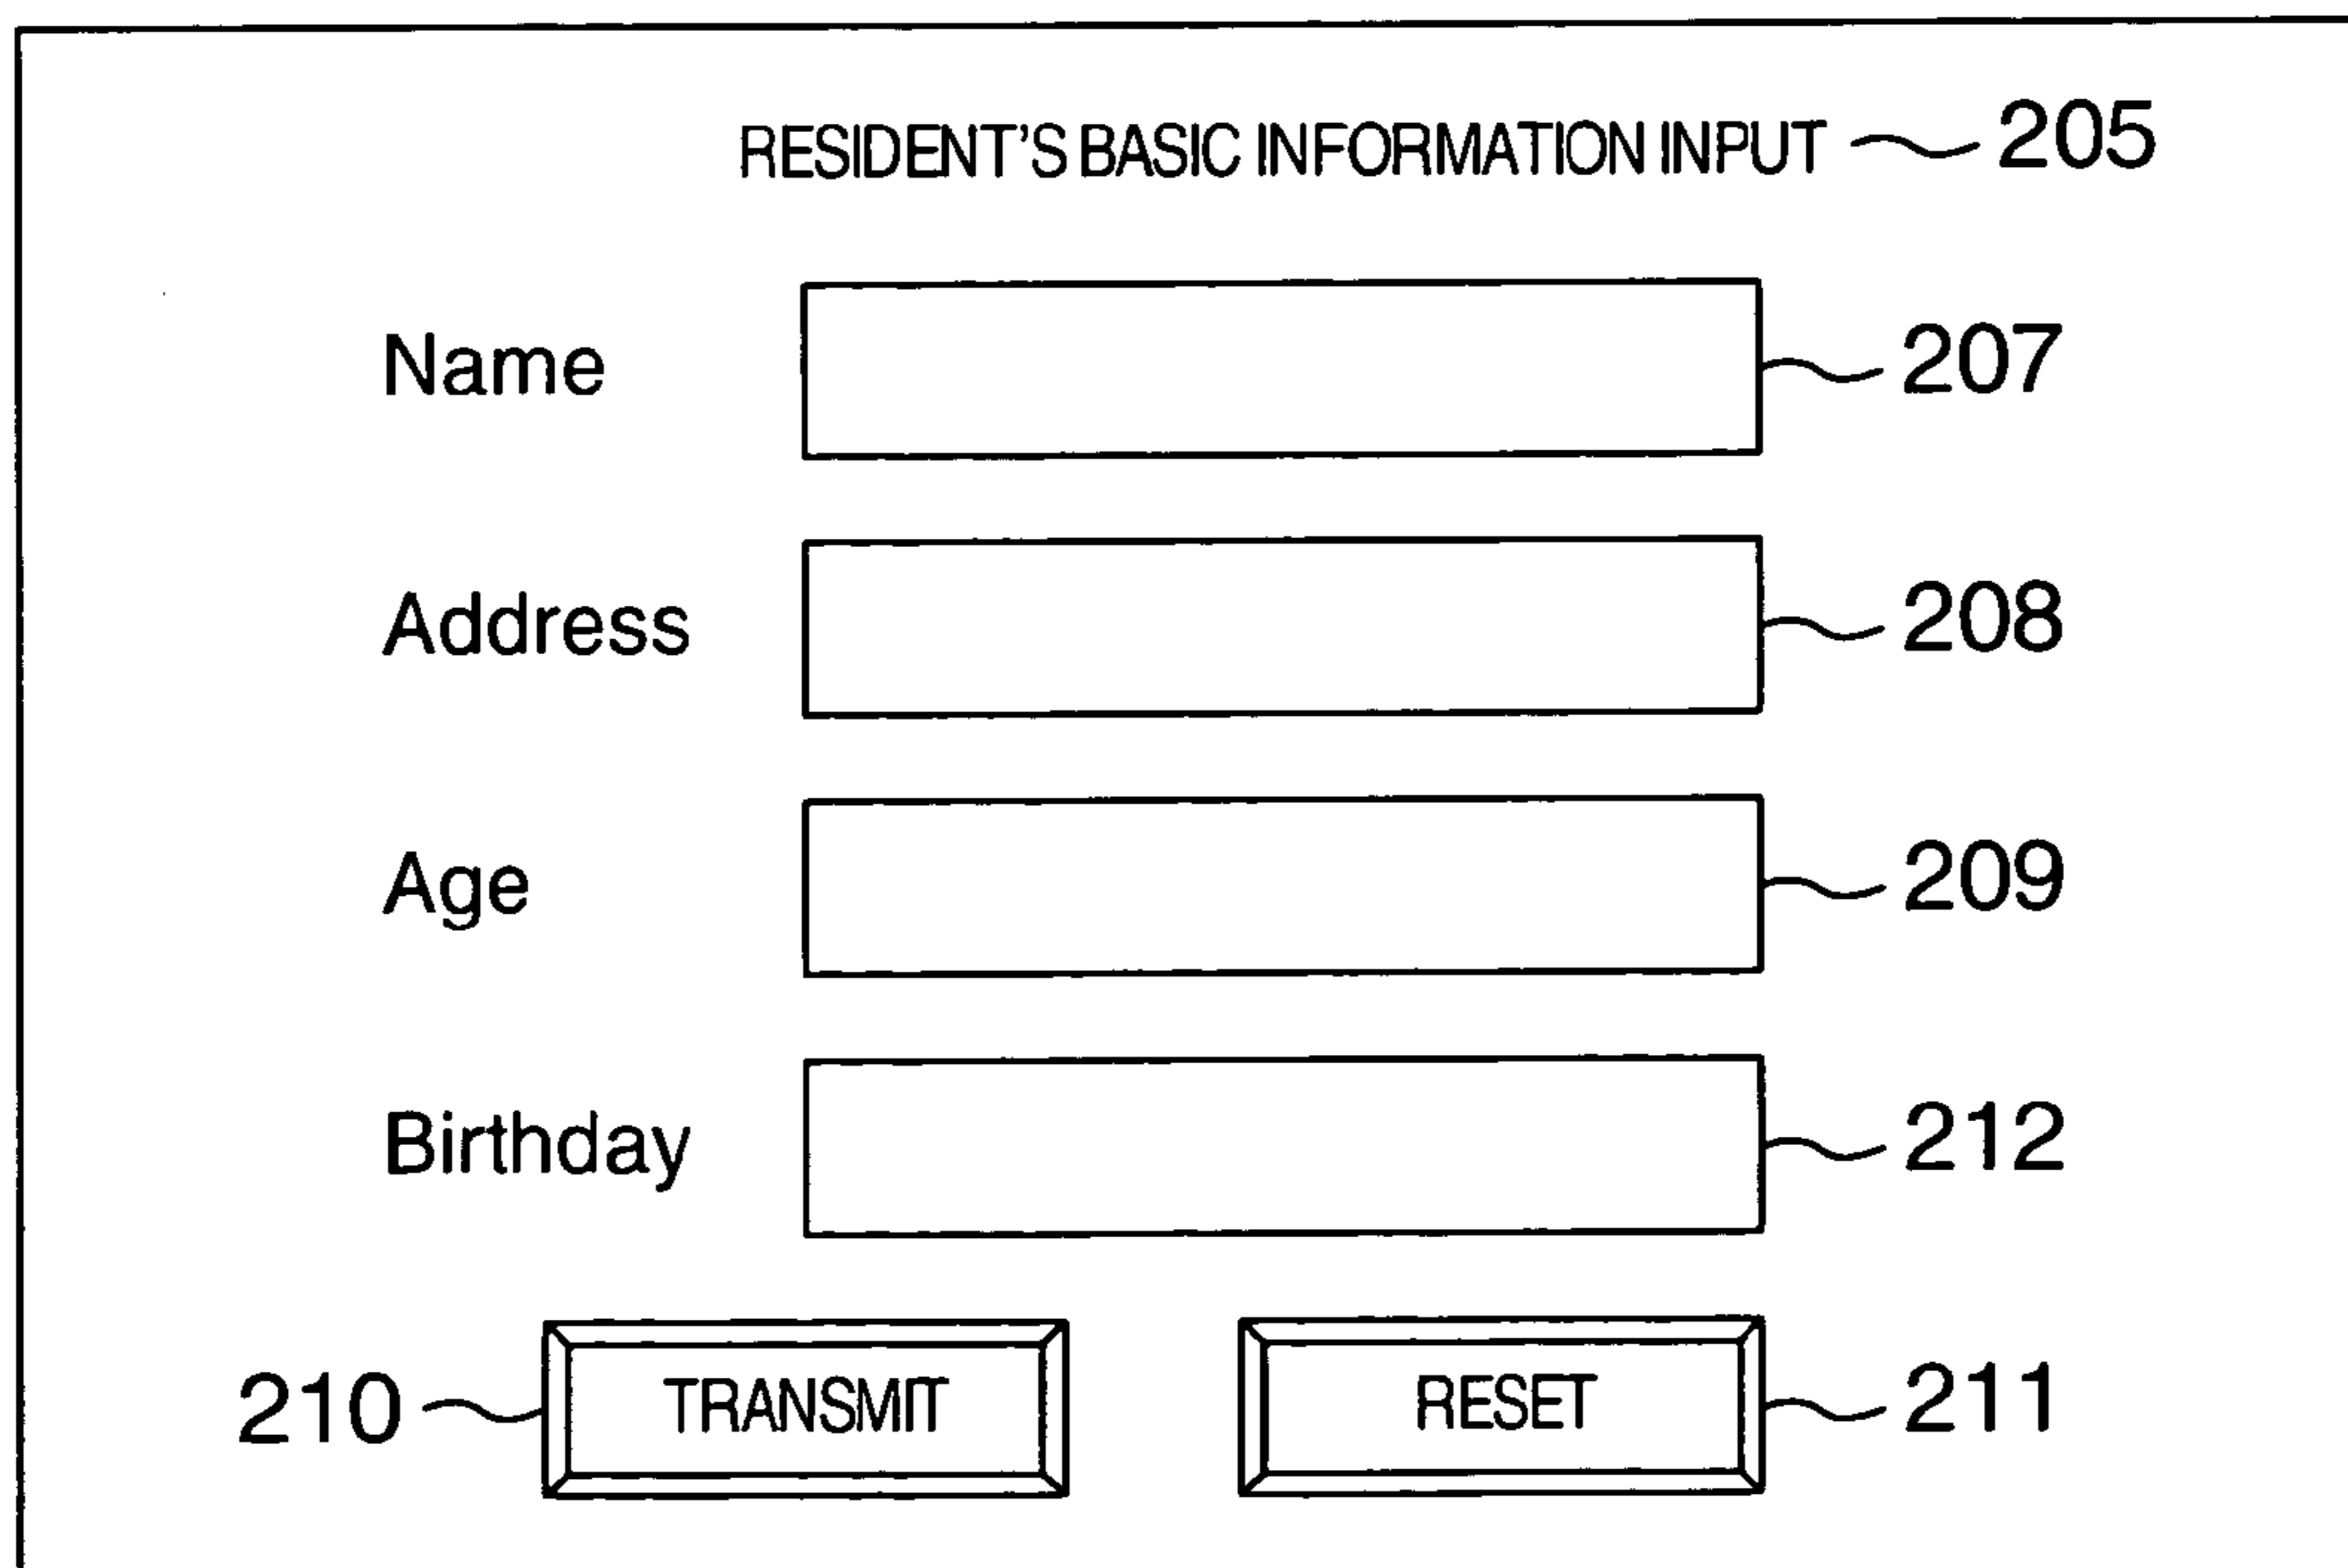 RESIDENT'S BASIC INFORMATION INPUT 205
Name 207
Address 208
Age 209
Birthday 212
210 TRANSMIT RESET 211